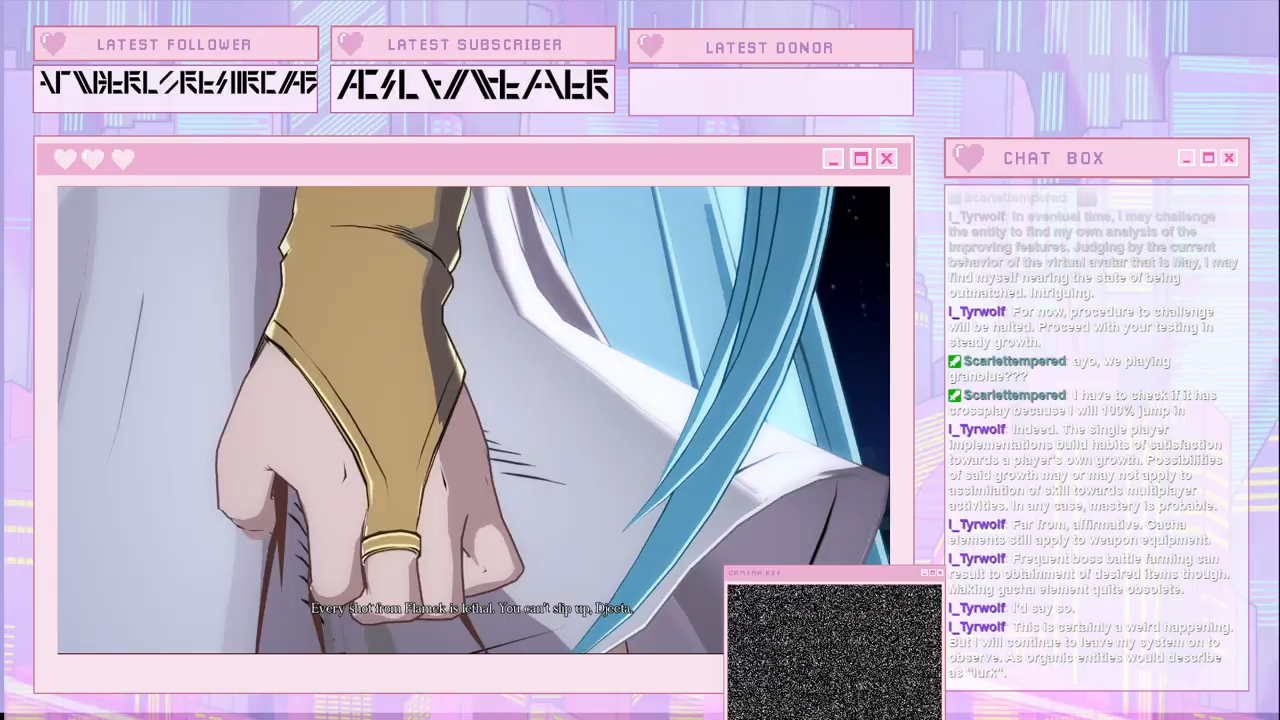 LATEST FOLLOWER
LATEST SUBSCRIBER
LATEST DONOR
CHAT BOX
Scarlettempered:
I_Tyrwolf: In eventual time, I may challenge
the entity to find my own analysis of the
improving features. Judging by the current
behavior of the virtual avatar that is May, I may
find myself nearing the state of being
outmatched. Intriguing.
I_Tyrwolf: For now, procedure to challenge
will be halted. Proceed with your testing in
steady growth.
Scarlettempered: ayo, we playing
granblue???
Scarlettempered: I have to check if it has
crossplay because I will 100% jump in
I_Tyrwolf: Indeed. The single player
implementations build habits of satisfaction
towards a player's own growth. Possibilities
of said growth may or may not apply to
assimilation of skill towards multiplayer
activities. In any case, mastery is probable.
I_Tyrwolf: Far from, affirmative. Gacha
elements still apply to weapon equipment.
I_Tyrwolf: Frequent boss battle farming can
result to obtainment of desired items though.
Making gacha element quite obsolete.
I_Tyrwolf: I'd say so.
I_Tyrwolf: This is certainly a weird happening.
But I will continue to leave my system on to
observe. As organic entities would describe
as "lurk".
Every shot from Flamek is lethal. You can't slip up, Djeeta.
CAMERA.EXE